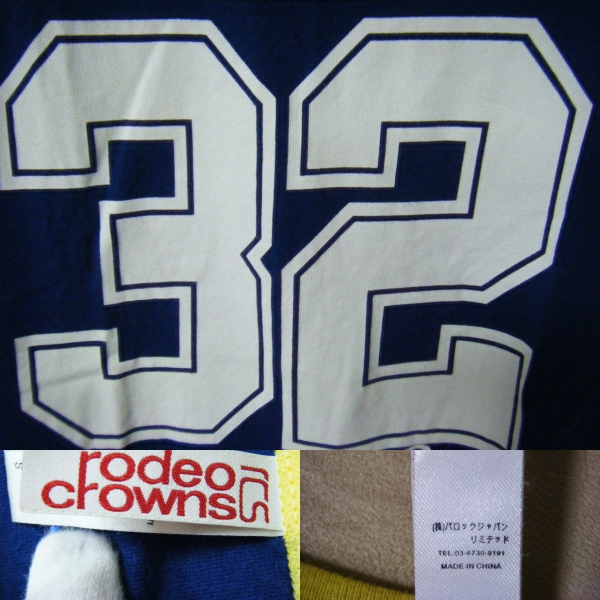 32
rodeo
crowns
(株)バロックジャパン
リミテッド
TEL:03-6730-9191
MADE IN CHINA